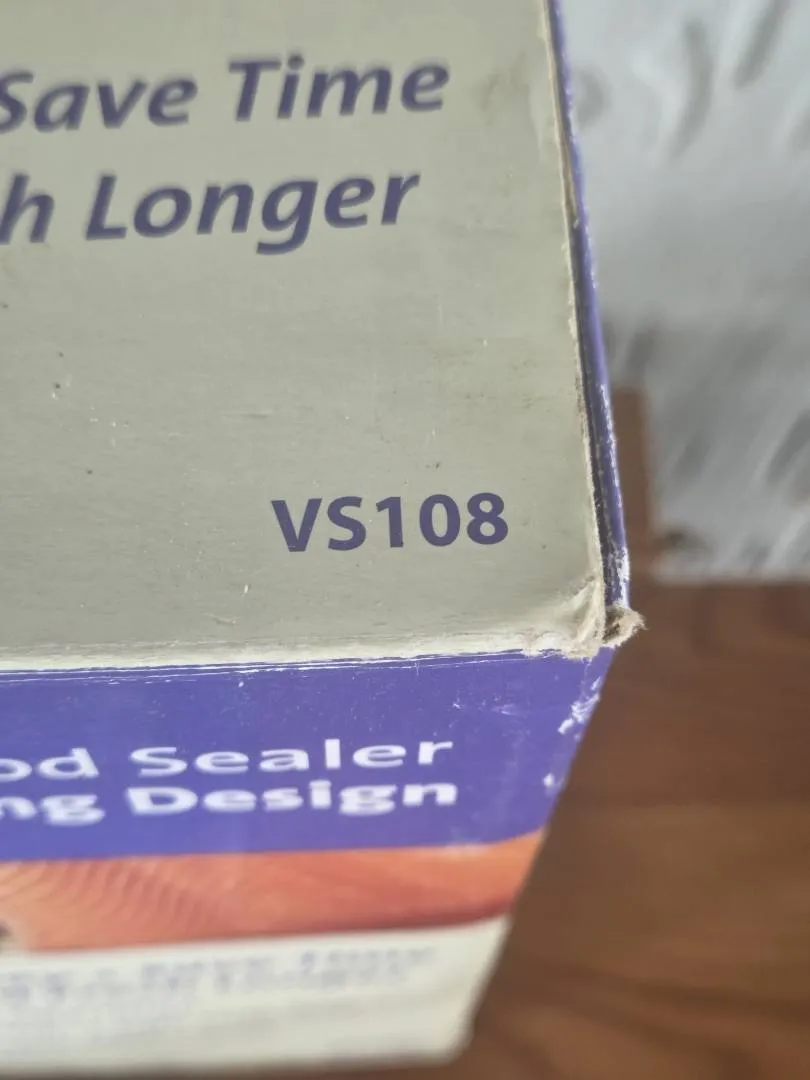 Save Time
h Longer
VS108
od Sealer
ng Design